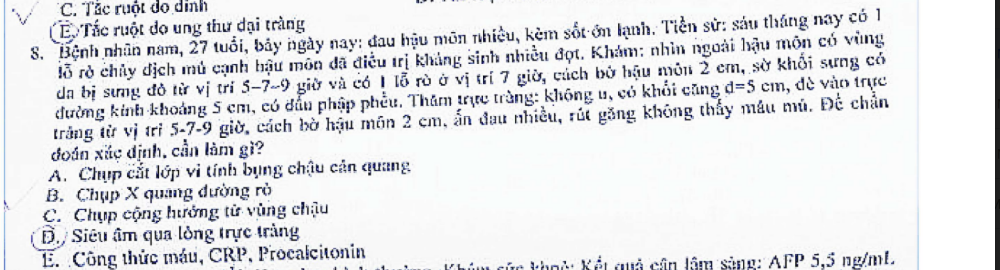 C. Tắc ruột do dính
E. Tắc ruột do ung thư đại tràng
8. Bệnh nhân nam, 27 tuổi, bảy ngày nay: đau hậu môn nhiều, kèm sốt ớn lạnh. Tiền sử: sáu tháng nay có 1
lỗ rò chảy dịch mủ cạnh hậu môn đã điều trị kháng sinh nhiều đợt. Khám: nhìn ngoài hậu môn có vùng
da bị sưng đỏ từ vị trí 5-7-9 giờ và có 1 lỗ rò ở vị trí 7 giờ, cách bờ hậu môn 2 cm, sờ khối sưng có
đường kính khoảng 5 cm, có dấu phập phều. Thăm trực tràng: không u, có khối căng d=5 cm, đè vào trực
tràng từ vị trí 5-7-9 giờ, cách bờ hậu môn 2 cm, ấn đau nhiều, rút găng không thấy máu mủ. Để chẩn
đoán xác định, cần làm gì?
A. Chụp cắt lớp vi tính bụng chậu cản quang
B. Chụp X quang đường rò
C. Chụp cộng hưởng từ vùng chậu
D. Siêu âm qua lòng trực tràng
E. Công thức máu, CRP, Procalcitonin
Khám sức khoẻ: Kết quả cận lâm sàng: AFP 5,5 ng/mL